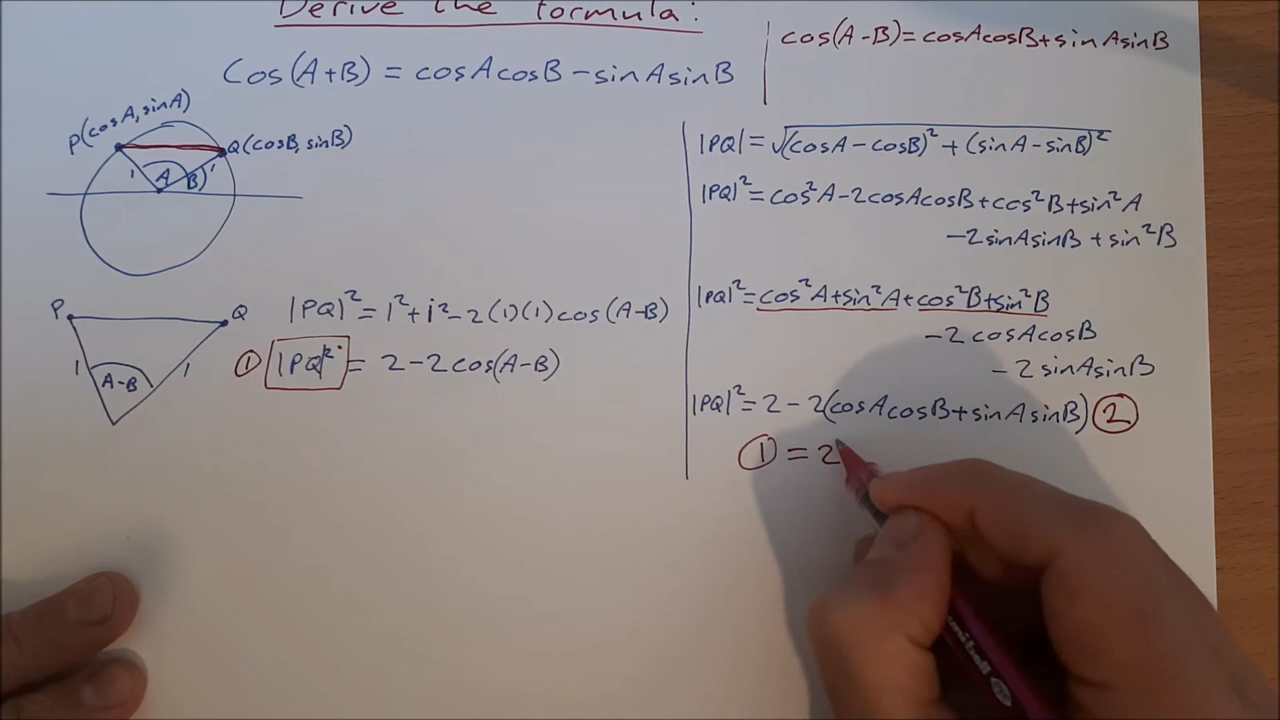 Derive the formula:
Cos(A+B) = cosAcosB - sinAsinB
cos(A-B) = cosAcosB + sinAsinB
P(cosA, sinA)
Q(cosB, sinB)
1 A B 1
P Q
1 A-B 1
|PQ|² = 1² + 1² - 2(1)(1)cos(A-B)
① |PQ|² = 2 - 2cos(A-B)
|PQ| = √(cosA - cosB)² + (sinA - sinB)²
|PQ|² = cos²A - 2cosAcosB + cos²B + sin²A
- 2sinAsinB + sin²B
|PQ|² = cos²A + sin²A + cos²B + sin²B
- 2cosAcosB
- 2sinAsinB
|PQ|² = 2 - 2(cosAcosB + sinAsinB) ②
① = 2
uni-ball